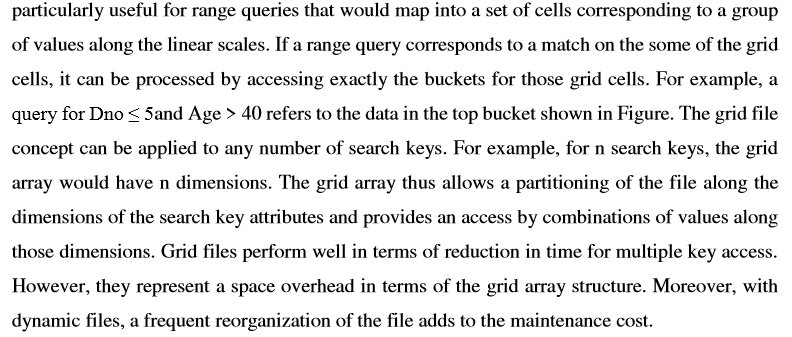 particularly useful for range queries that would map into a set of cells corresponding to a group
of values along the linear scales. If a range query corresponds to a match on the some of the grid
cells, it can be processed by accessing exactly the buckets for those grid cells. For example, a
query for Dno ≤ 5and Age > 40 refers to the data in the top bucket shown in Figure. The grid file
concept can be applied to any number of search keys. For example, for n search keys, the grid
array would have n dimensions. The grid array thus allows a partitioning of the file along the
dimensions of the search key attributes and provides an access by combinations of values along
those dimensions. Grid files perform well in terms of reduction in time for multiple key access.
However, they represent a space overhead in terms of the grid array structure. Moreover, with
dynamic files, a frequent reorganization of the file adds to the maintenance cost.